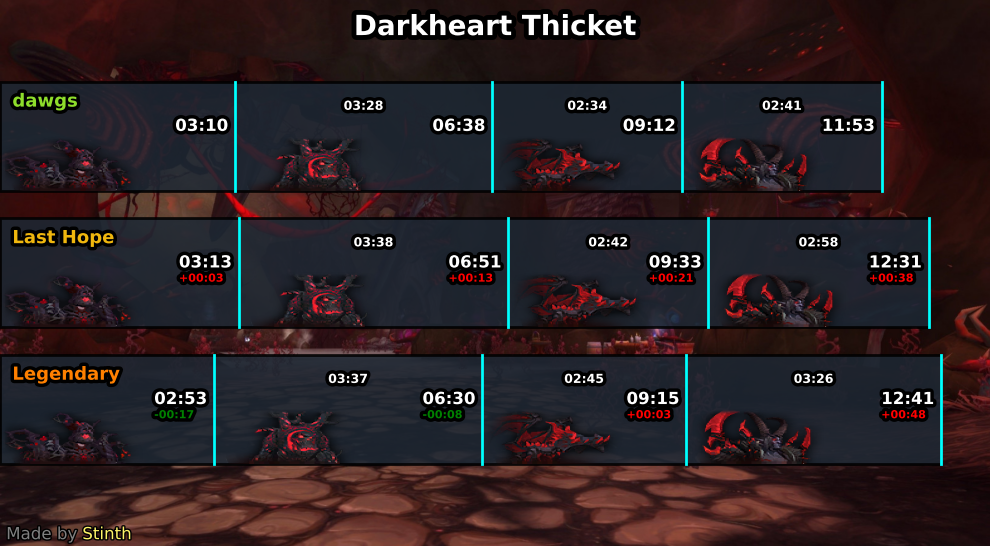 Darkheart Thicket
dawgs
03:28 02:34 02:41
03:10 06:38 09:12 11:53
Last Hope
03:38 02:42 02:58
03:13 06:51 09:33 12:31
+00:03 +00:13 +00:21 +00:38
Legendary
03:37 02:45 03:26
02:53 06:30 09:15 12:41
-00:17 -00:08 +00:03 +00:48
Made by Stinth